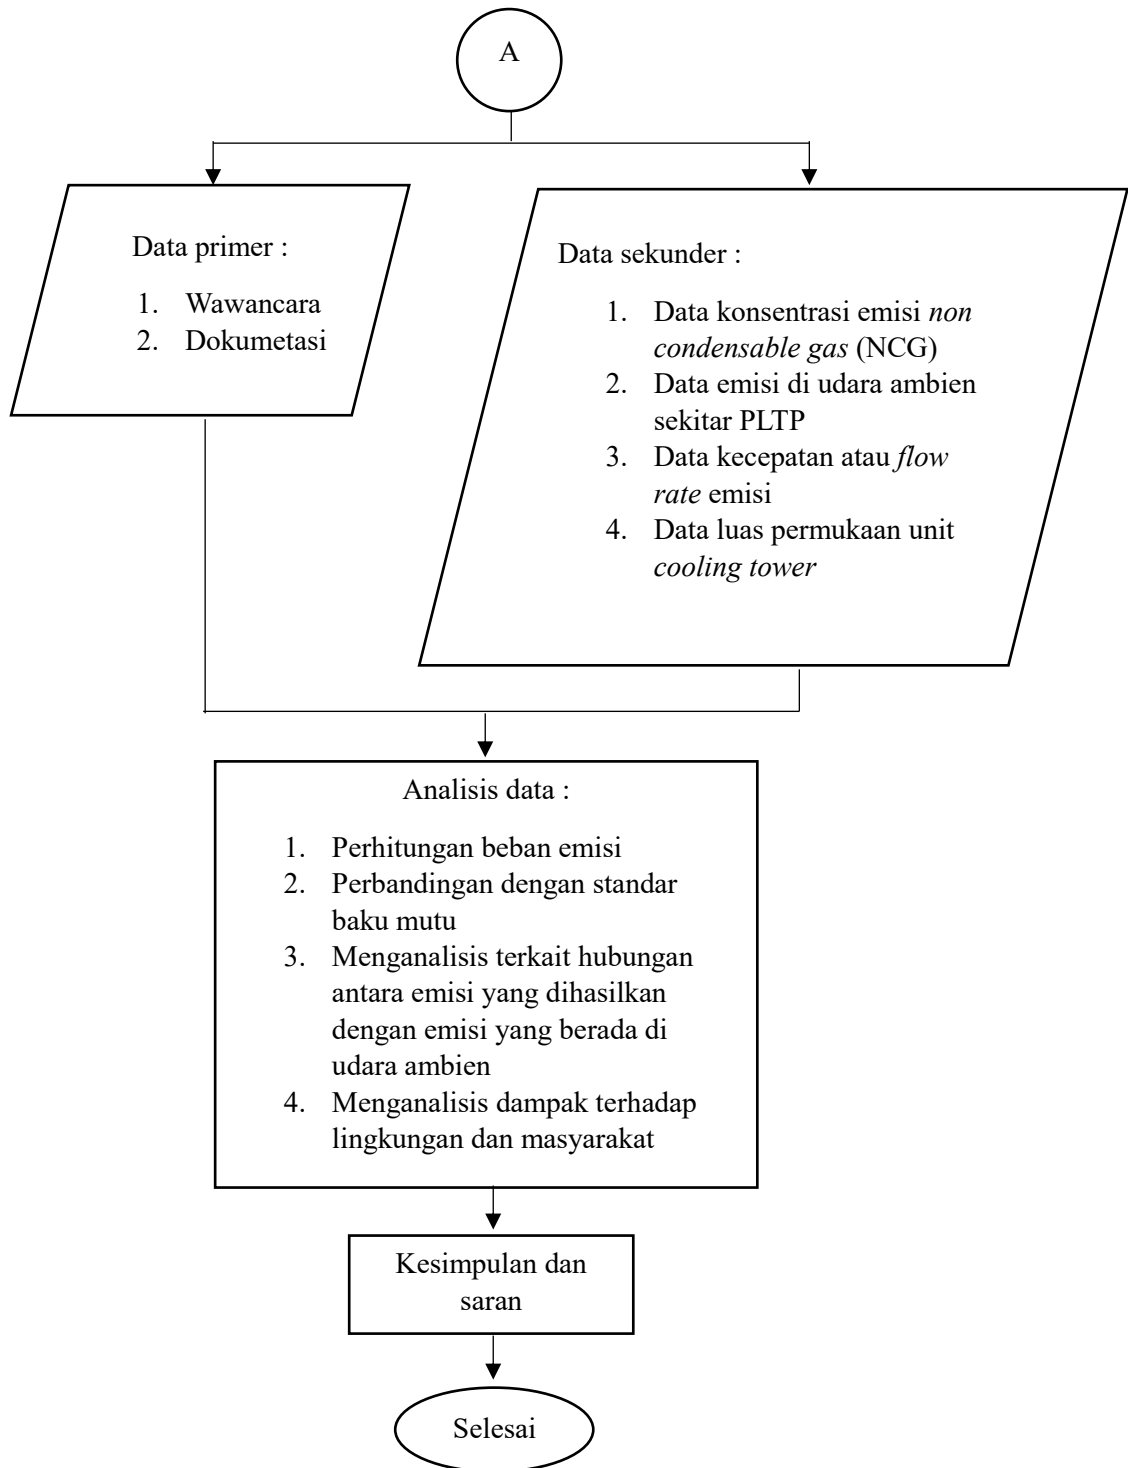 A
Data primer :
1. Wawancara
2. Dokumetasi
Data sekunder :
1. Data konsentrasi emisi non
condensable gas (NCG)
2. Data emisi di udara ambien
sekitar PLTP
3. Data kecepatan atau flow
rate emisi
4. Data luas permukaan unit
cooling tower
Analisis data :
1. Perhitungan beban emisi
2. Perbandingan dengan standar
baku mutu
3. Menganalisis terkait hubungan
antara emisi yang dihasilkan
dengan emisi yang berada di
udara ambien
4. Menganalisis dampak terhadap
lingkungan dan masyarakat
Kesimpulan dan
saran
Selesai